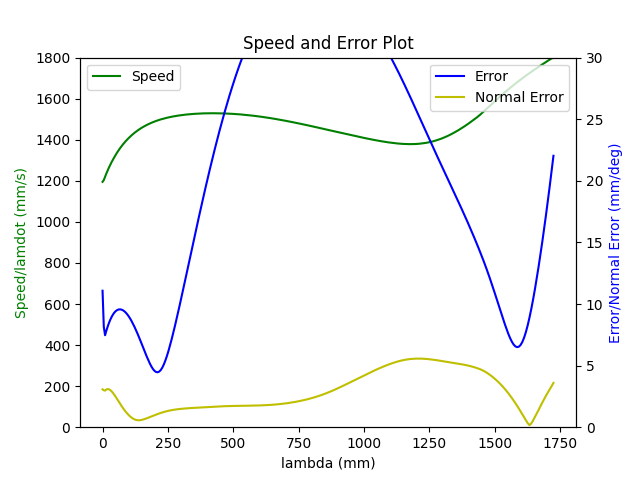 Speed and Error Plot
1800
1600
1400
1200
1000
800
600
400
200
0
Speed/lamdot (mm/s)
Speed
Error
Normal Error
30
25
20
15
10
5
0
Error/Normal Error (mm/deg)
0 250 500 750 1000 1250 1500 1750
lambda (mm)